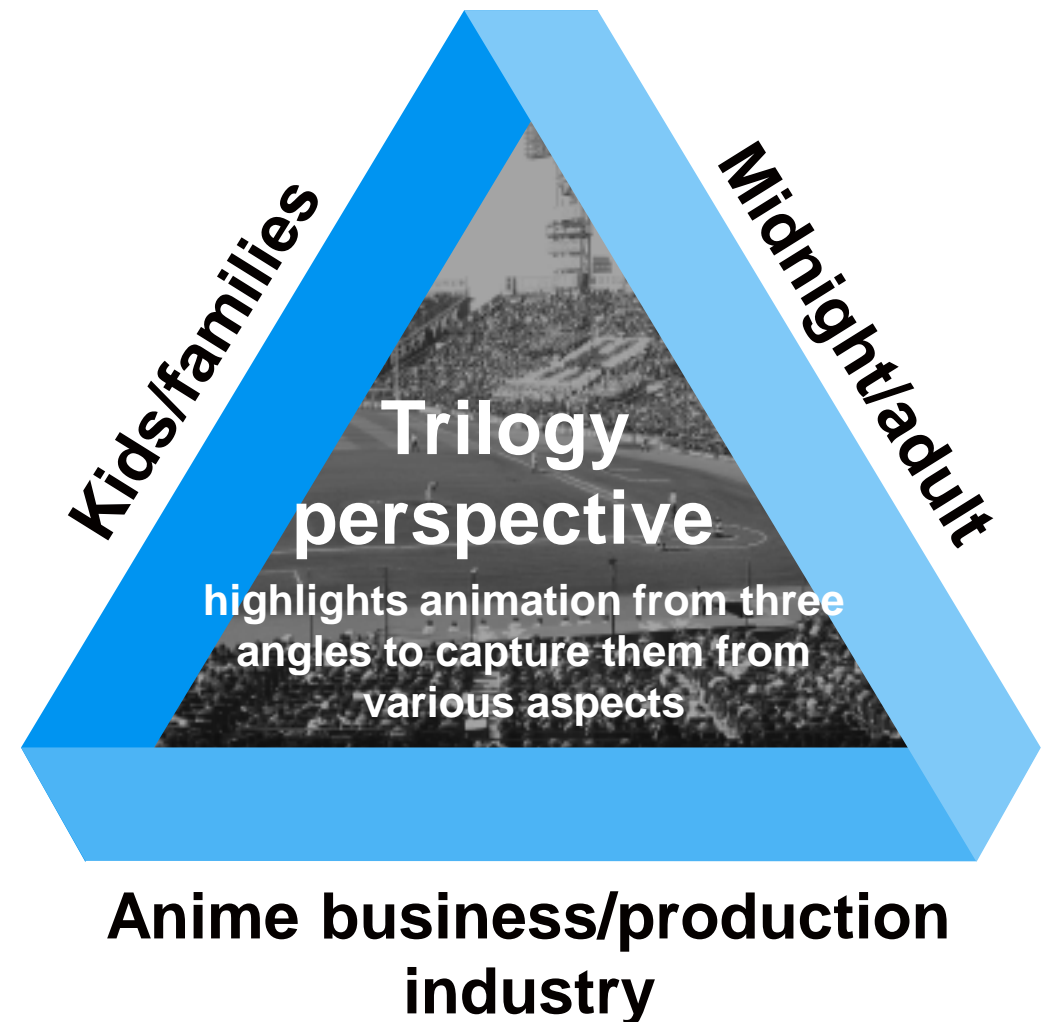 Kids/families
Midnight/adult
Trilogy
perspective
highlights animation from three
angles to capture them from
various aspects
Anime business/production
industry